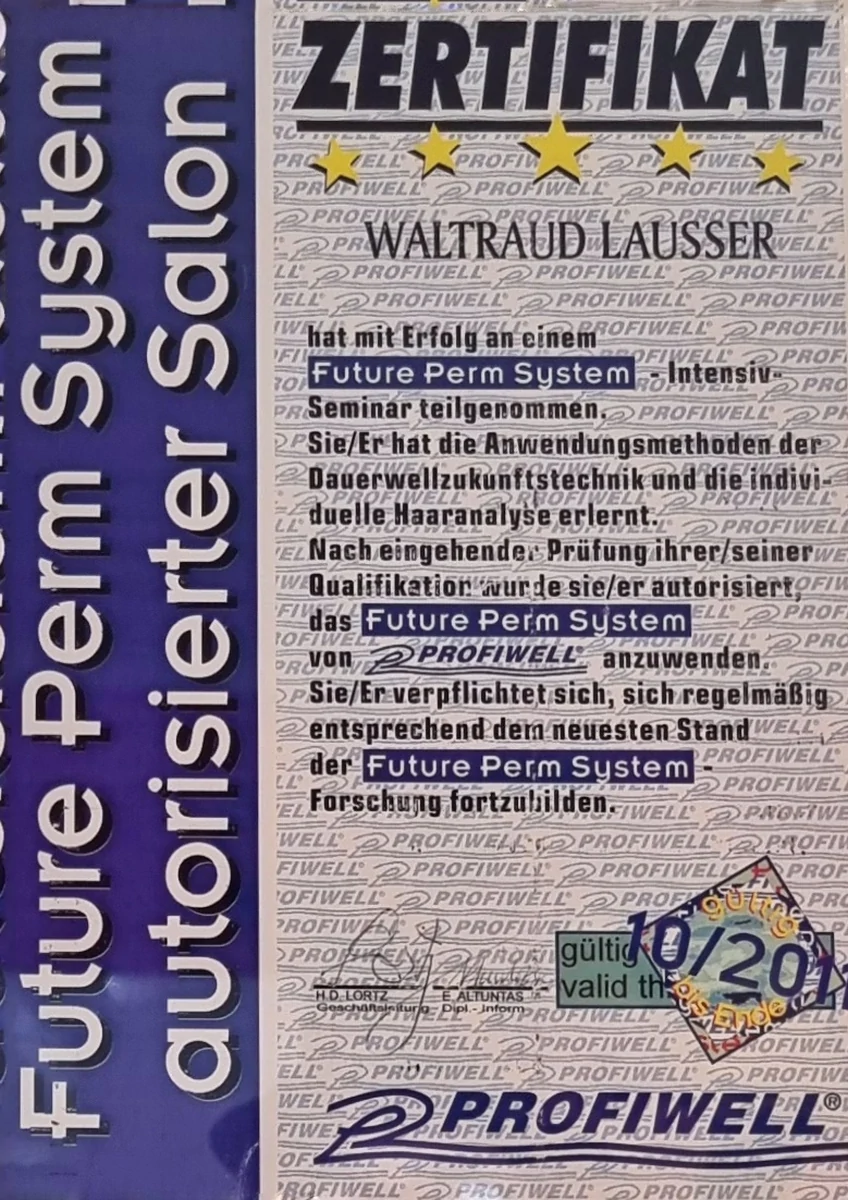 Future Perm System
autorisierter Salon
ZERTIFIKAT
WALTRAUD LAUSSER
hat mit Erfolg an einem
Future Perm System - Intensiv-
Seminar teilgenommen.
Sie/Er hat die Anwendungsmethoden der
Dauerwellzukunftstechnik und die indivi-
duelle Haaranalyse erlernt.
Nach eingehender Prüfung ihrer/seiner
Qualifikation wurde sie/er autorisiert,
das Future Perm System
von PROFIWELL® anzuwenden.
Sie/Er verpflichtet sich, sich regelmäßig
entsprechend dem neuesten Stand
der Future Perm System -
Forschung fortzubilden.
gültig
valid th
gültig
10/2011
bis Ende
H.D. LORTZ E. ALTUNTAS
Geschäftsleitung Dipl.- Inform.
PROFIWELL®